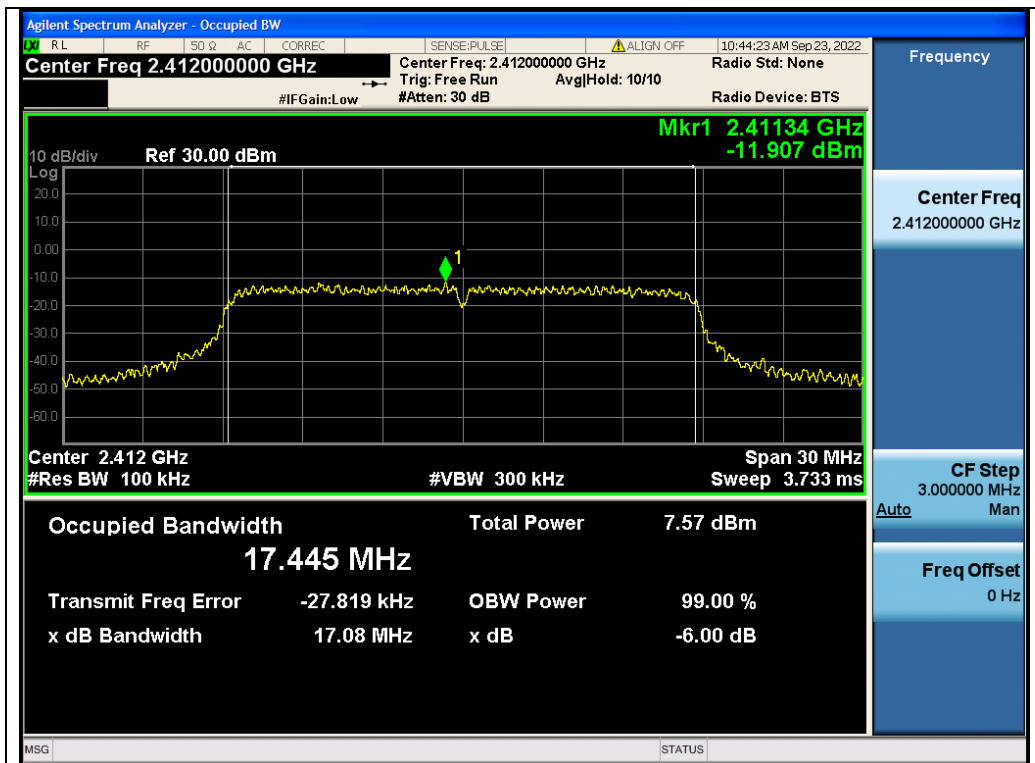 Agilent Spectrum Analyzer - Occupied BW
LXI RL RF 50 Ω AC CORREC SENSE:PULSE ALIGN OFF 10:44:23 AM Sep 23, 2022
Center Freq 2.412000000 GHz
Center Freq: 2.412000000 GHz
Radio Std: None
Trig: Free Run Avg|Hold: 10/10
#IFGain:Low
#Atten: 30 dB
Radio Device: BTS
Mkr1 2.41134 GHz
-11.907 dBm
10 dB/div Ref 30.00 dBm
Log
20.0
10.0
0.00
1
-10.0
-20.0
-30.0
-40.0
-50.0
-60.0
Center 2.412 GHz Span 30 MHz
#Res BW 100 kHz #VBW 300 kHz Sweep 3.733 ms
Occupied Bandwidth Total Power 7.57 dBm
17.445 MHz
Transmit Freq Error -27.819 kHz OBW Power 99.00 %
x dB Bandwidth 17.08 MHz x dB -6.00 dB
Frequency
Center Freq
2.412000000 GHz
CF Step
3.000000 MHz
Auto Man
Freq Offset
0 Hz
MSG STATUS